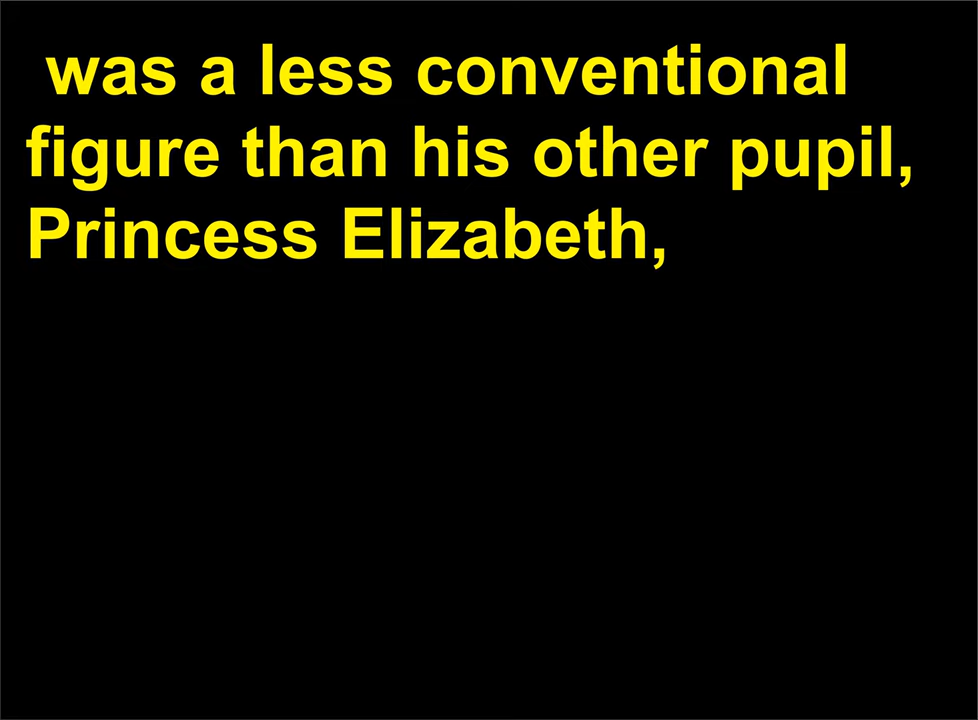 was a less conventional
figure than his other pupil,
Princess Elizabeth,